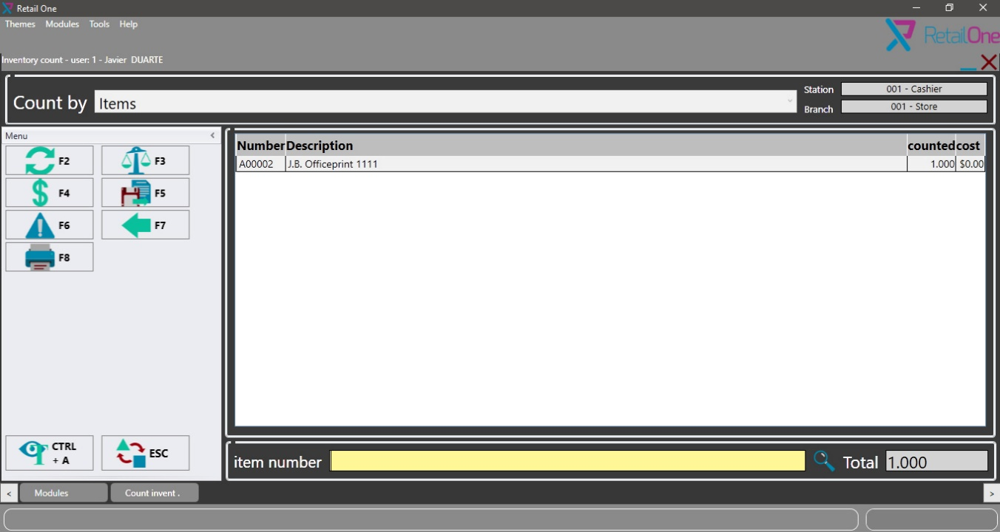 Retail One
Themes Modules Tools Help
RetailOne
Inventory count - user: 1 - Javier DUARTE
Count by Items
Station 001 - Cashier
Branch 001 - Store
Menu
F2 F3
F4 F5
F6 F7
F8
CTRL + A
ESC
Number Description counted cost
A00002 J.B. Officeprint 1111 1.000 $0.00
item number
Total 1.000
< Modules Count invent . >